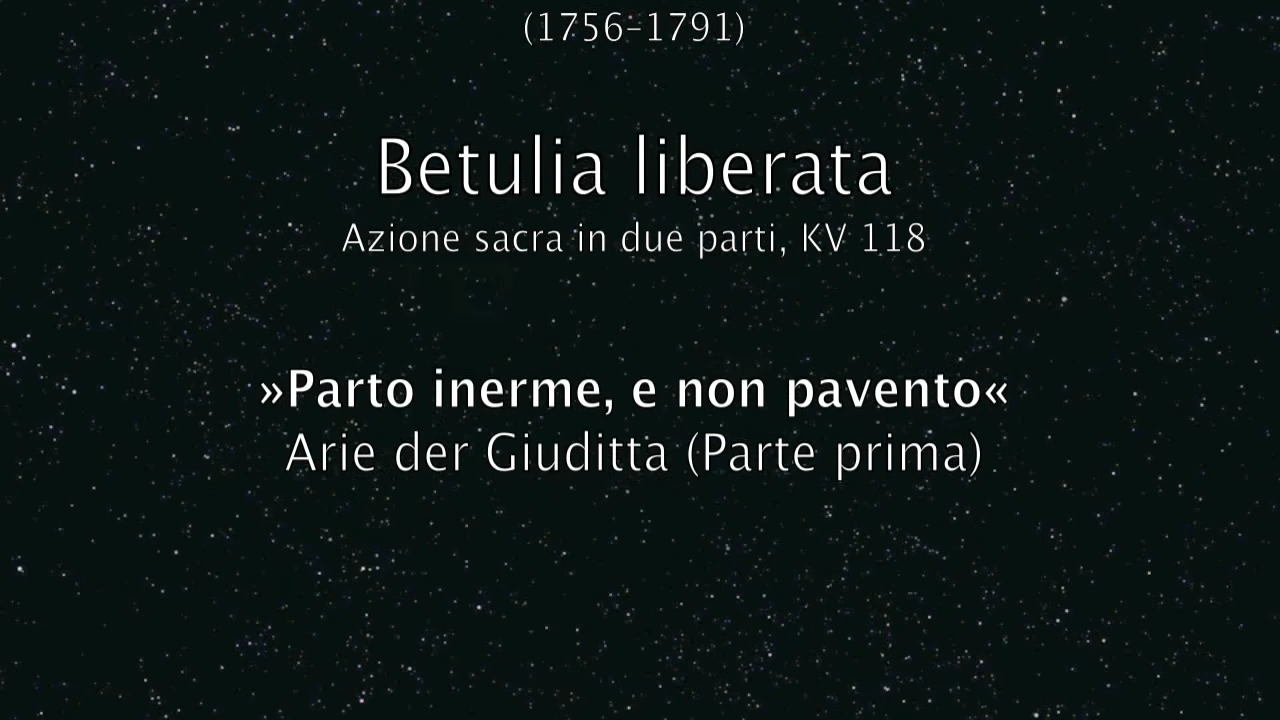 (1756–1791)
Betulia liberata
Azione sacra in due parti, KV 118
»Parto inerme, e non pavento«
Arie der Giuditta (Parte prima)